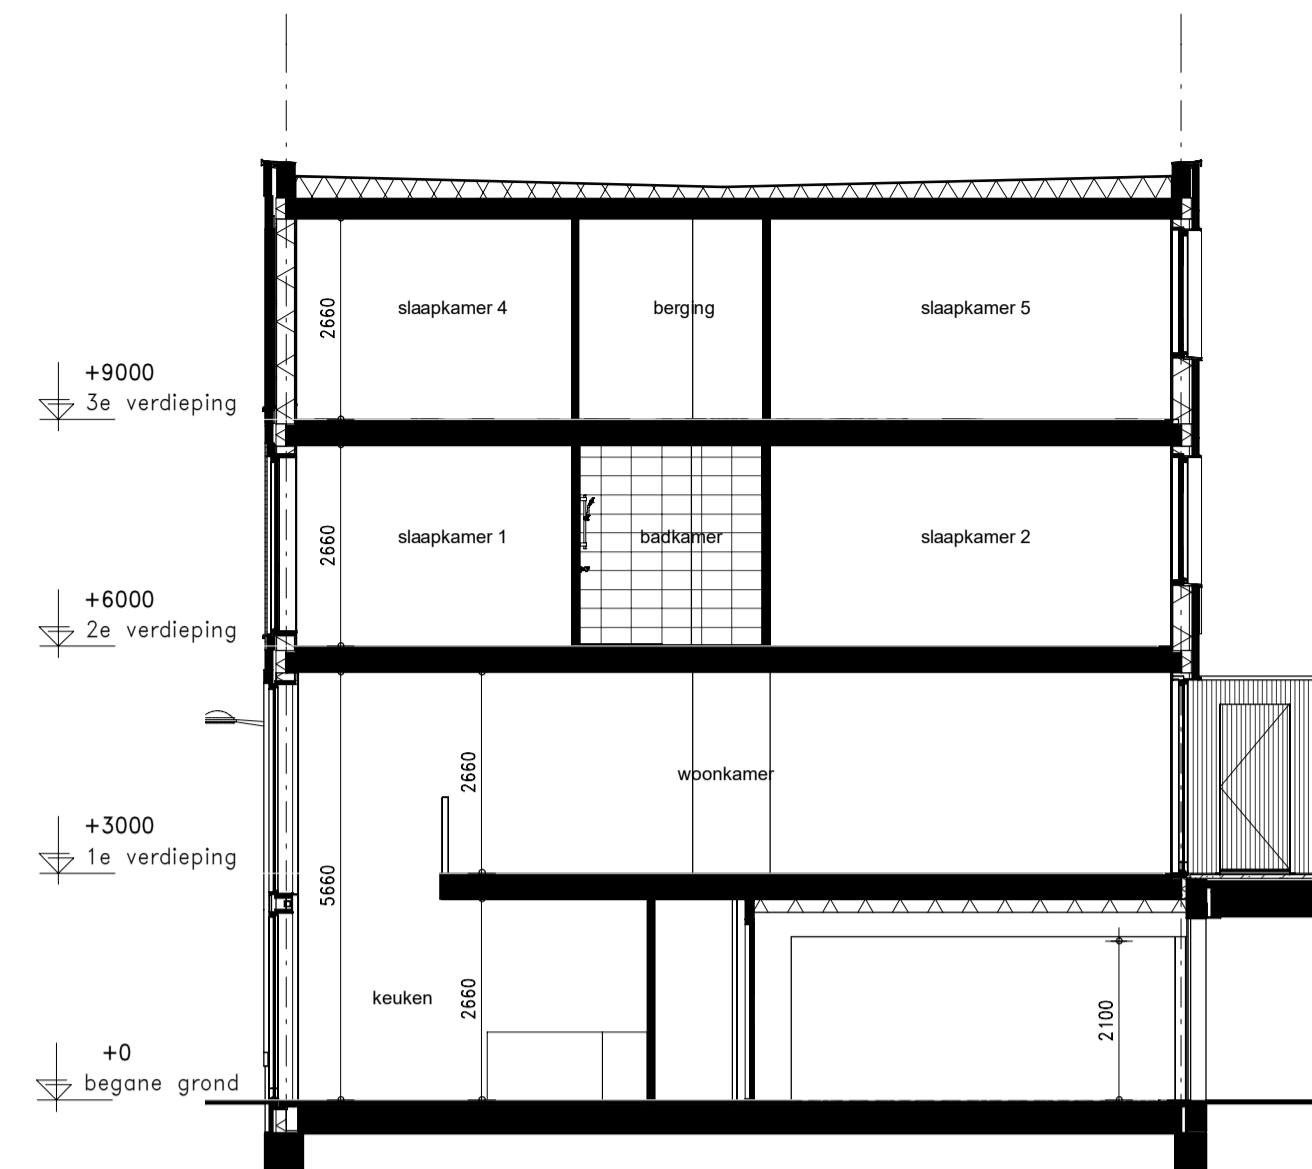 2660
slaapkamer 4
berging
slaapkamer 5
+9000
3e verdieping
2660
slaapkamer 1
badkamer
slaapkamer 2
+6000
2e verdieping
2660
woonkamer
+3000
1e verdieping
5660
keuken
2660
2100
+0
begane grond